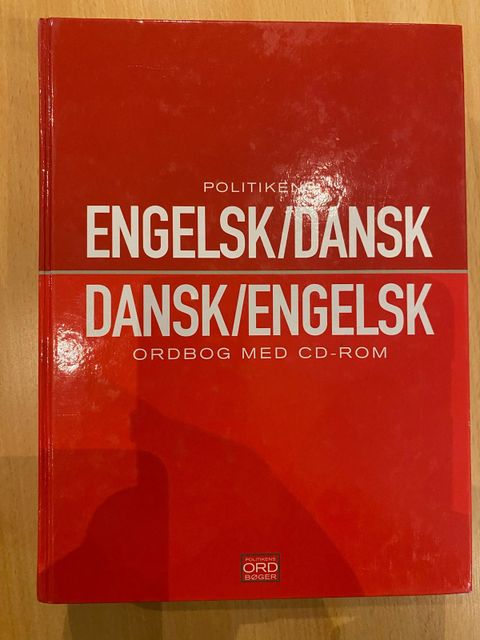 POLITIKENS
ENGELSK/DANSK
DANSK/ENGELSK
ORDBOG MED CD-ROM
POLITIKENS
ORD
BØGER